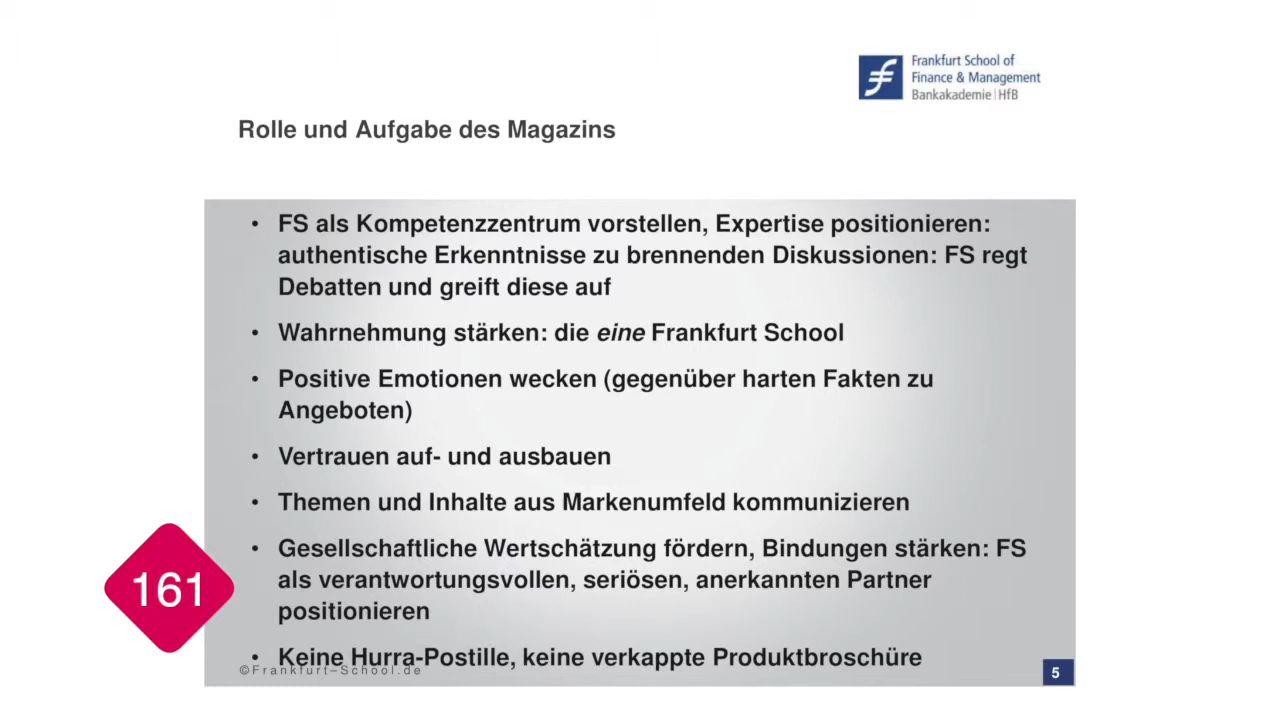 Frankfurt School of
Finance & Management
Bankakademie | HfB
Rolle und Aufgabe des Magazins
• FS als Kompetenzzentrum vorstellen, Expertise positionieren:
authentische Erkenntnisse zu brennenden Diskussionen: FS regt
Debatten und greift diese auf
• Wahrnehmung stärken: die eine Frankfurt School
• Positive Emotionen wecken (gegenüber harten Fakten zu
Angeboten)
• Vertrauen auf- und ausbauen
• Themen und Inhalte aus Markenumfeld kommunizieren
• Gesellschaftliche Wertschätzung fördern, Bindungen stärken: FS
als verantwortungsvollen, seriösen, anerkannten Partner
positionieren
161
• Keine Hurra-Postille, keine verkappte Produktbroschüre
©Frankfurt–School.de
5